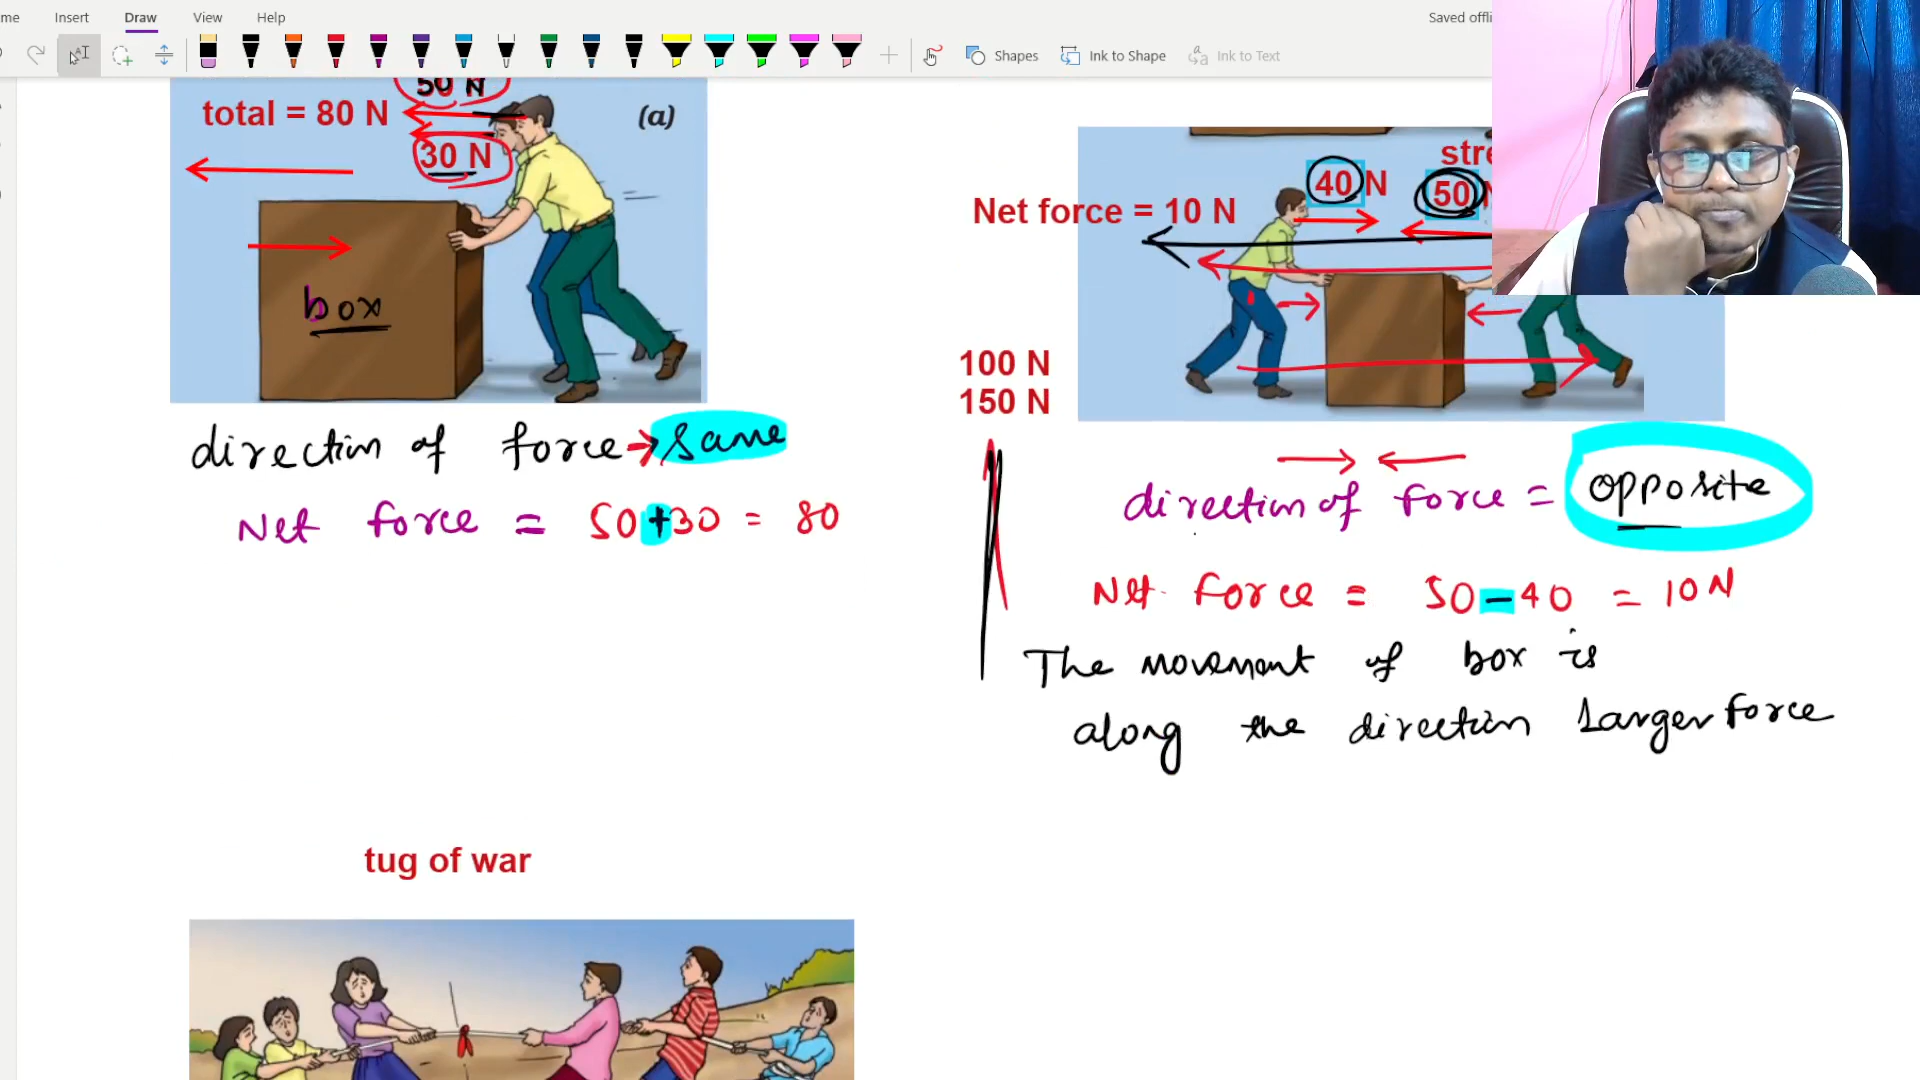 Insert Draw View Help
Saved
Shapes Ink to Shape Ink to Text
50 N
total = 80 N
(a)
30 N
box
direction of force → same
Net force = 50+30 = 80
40 N
50
Net force = 10 N
100 N
150 N
direction of force = opposite
Net force = 50-40 = 10 N
The movement of box is
along the direction Larger force
tug of war